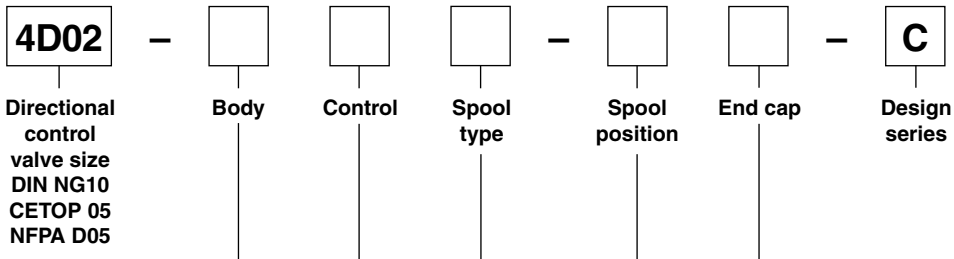 4D02 – – – C
Directional
control
valve size
DIN NG10
CETOP 05
NFPA D05
Body
Control
Spool
type
Spool
position
End cap
Design
series